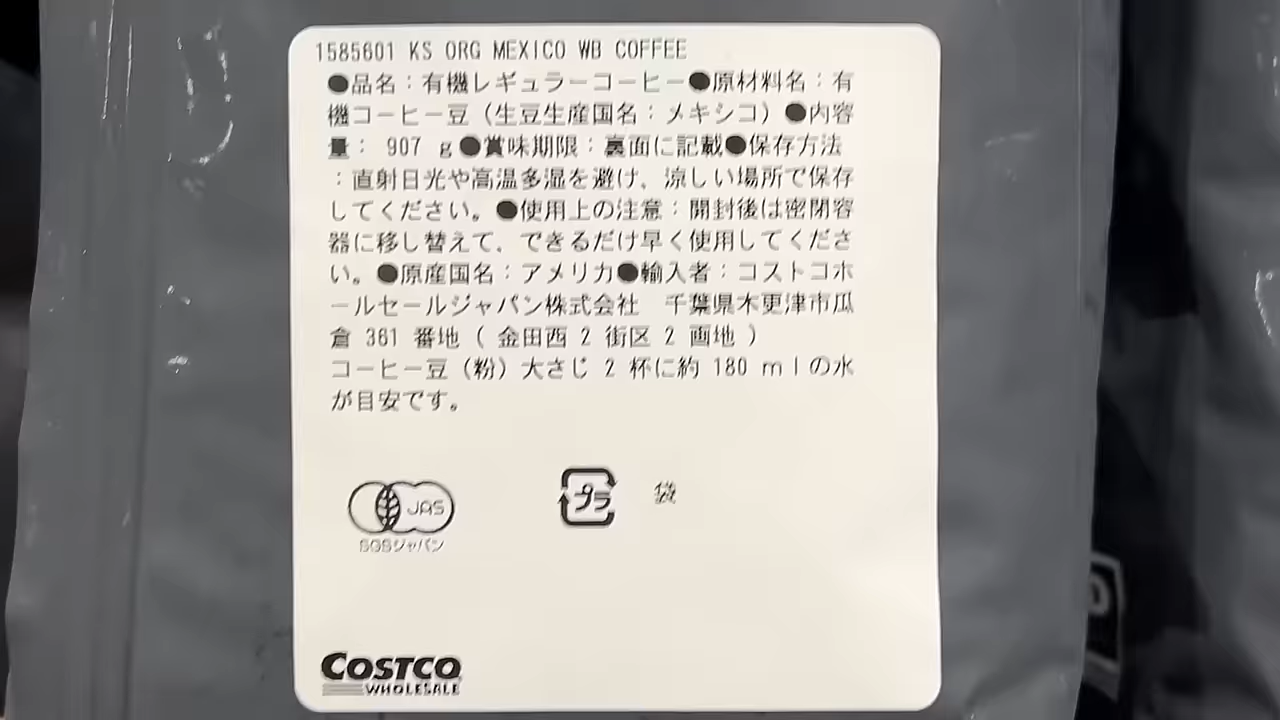 1585601 KS ORG MEXICO WB COFFEE
●品名：有機レギュラーコーヒー●原材料名：有
機コーヒー豆（生豆生産国名：メキシコ）●内容
量： 907 g●賞味期限：裏面に記載●保存方法
：直射日光や高温多湿を避け、涼しい場所で保存
してください。●使用上の注意：開封後は密閉容
器に移し替えて、できるだけ早く使用してくださ
い。●原産国名：アメリカ●輸入者：コストコホ
ールセールジャパン株式会社　千葉県木更津市瓜
倉 361 番地（ 金田西 2 街区 2 画地 ）
コーヒー豆（粉）大さじ 2 杯に約 180 ｍｌの水
が目安です。
JAS
SGSジャパン
プラ 袋
COSTCO
WHOLESALE